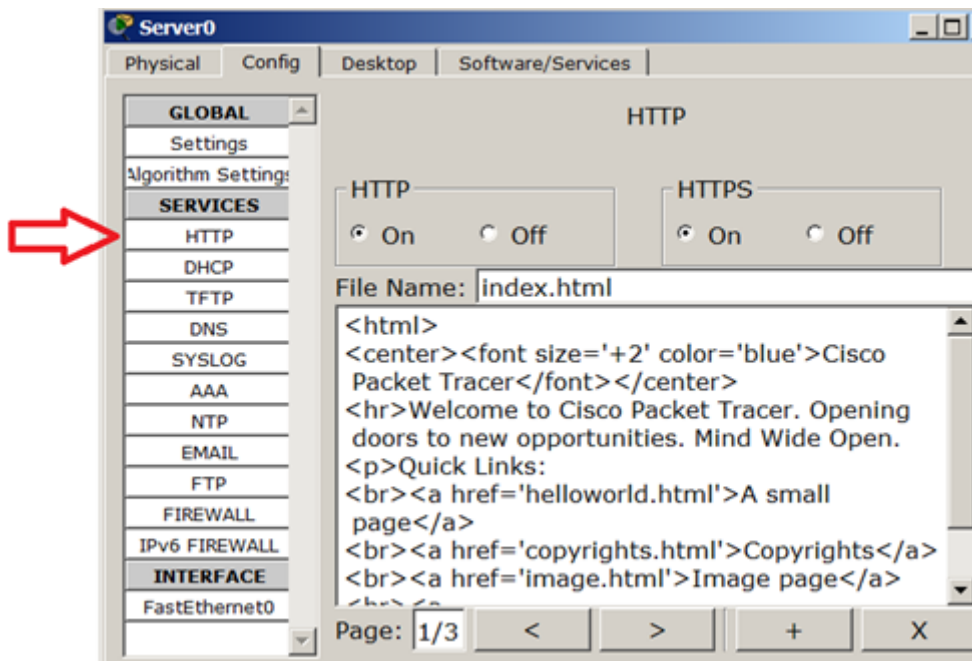 Server0
Physical Config Desktop Software/Services
GLOBAL
Settings
Algorithm Settings
SERVICES
HTTP
DHCP
TFTP
DNS
SYSLOG
AAA
NTP
EMAIL
FTP
FIREWALL
IPv6 FIREWALL
INTERFACE
FastEthernet0
HTTP
HTTP
On Off
HTTPS
On Off
File Name: index.html
<html>
<center><font size='+2' color='blue'>Cisco
Packet Tracer</font></center>
<hr>Welcome to Cisco Packet Tracer. Opening
doors to new opportunities. Mind Wide Open.
<p>Quick Links:
<br><a href='helloworld.html'>A small
page</a>
<br><a href='copyrights.html'>Copyrights</a>
<br><a href='image.html'>Image page</a>
<br><a
Page: 1/3 < > + X